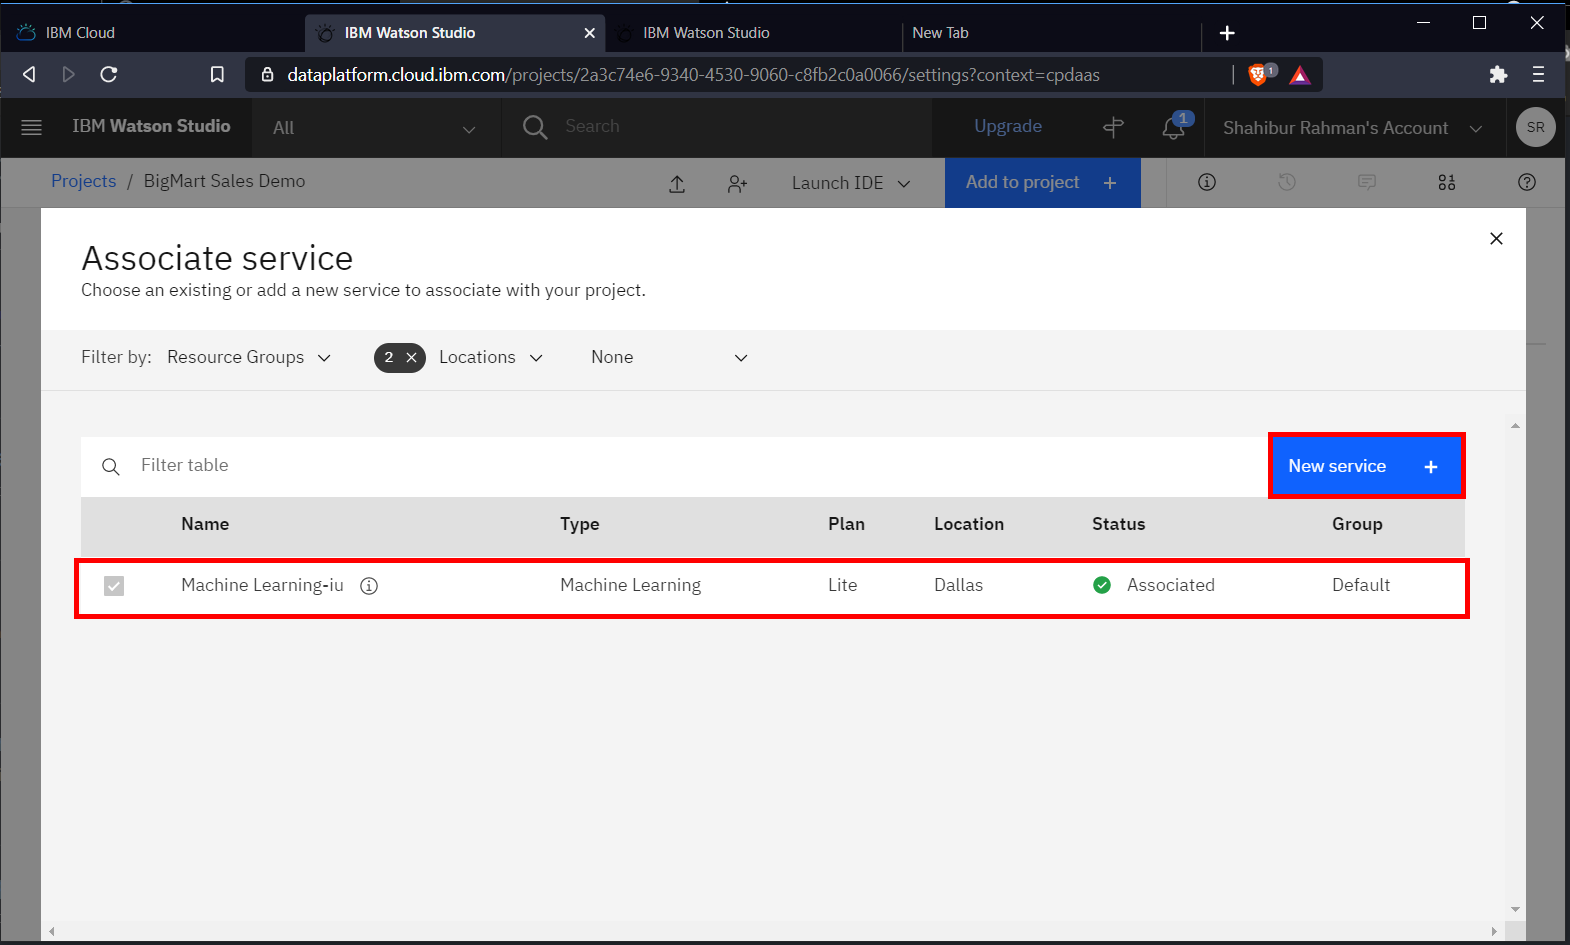 IBM Cloud
IBM Watson Studio
IBM Watson Studio
New Tab
dataplatform.cloud.ibm.com/projects/2a3c74e6-9340-4530-9060-c8fb2c0a0066/settings?context=cpdaas
1
IBM Watson Studio
All
Search
Upgrade
1
Shahibur Rahman's Account
SR
Projects / BigMart Sales Demo
Launch IDE
Add to project +
Associate service
Choose an existing or add a new service to associate with your project.
Filter by: Resource Groups
2
Locations
None
Filter table
New service +
Name Type Plan Location Status Group
Machine Learning-iu Machine Learning Lite Dallas Associated Default